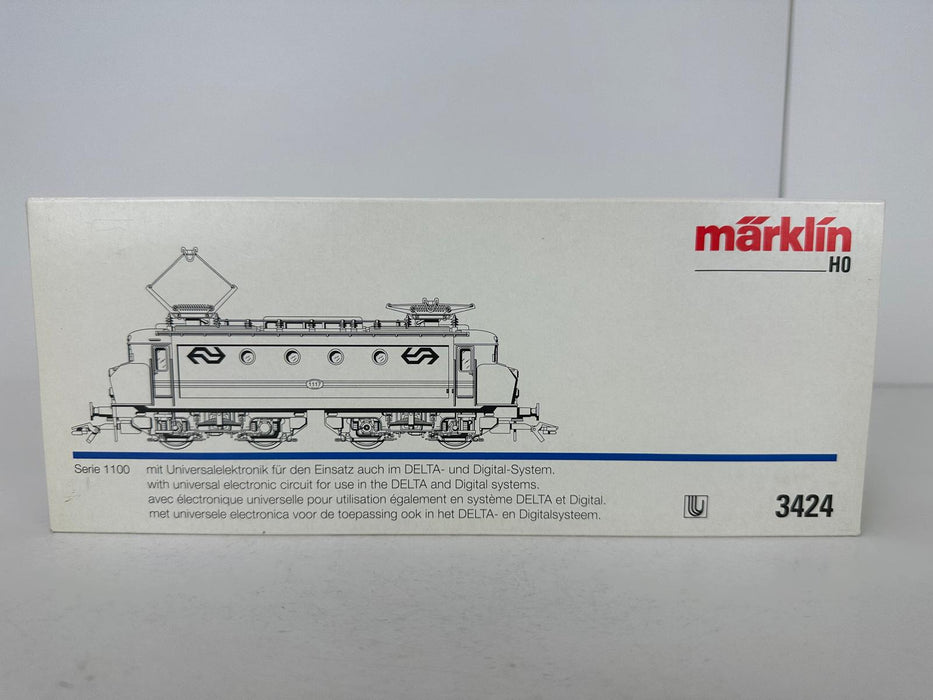 märklin
H0
1117
Serie 1100 mit Universalelektronik für den Einsatz auch im DELTA- und Digital-System.
with universal electronic circuit for use in the DELTA and Digital systems.
avec électronique universelle pour utilisation également en système DELTA et Digital.
met universele electronica voor de toepassing ook in het DELTA- en Digitalsysteem.
U
3424